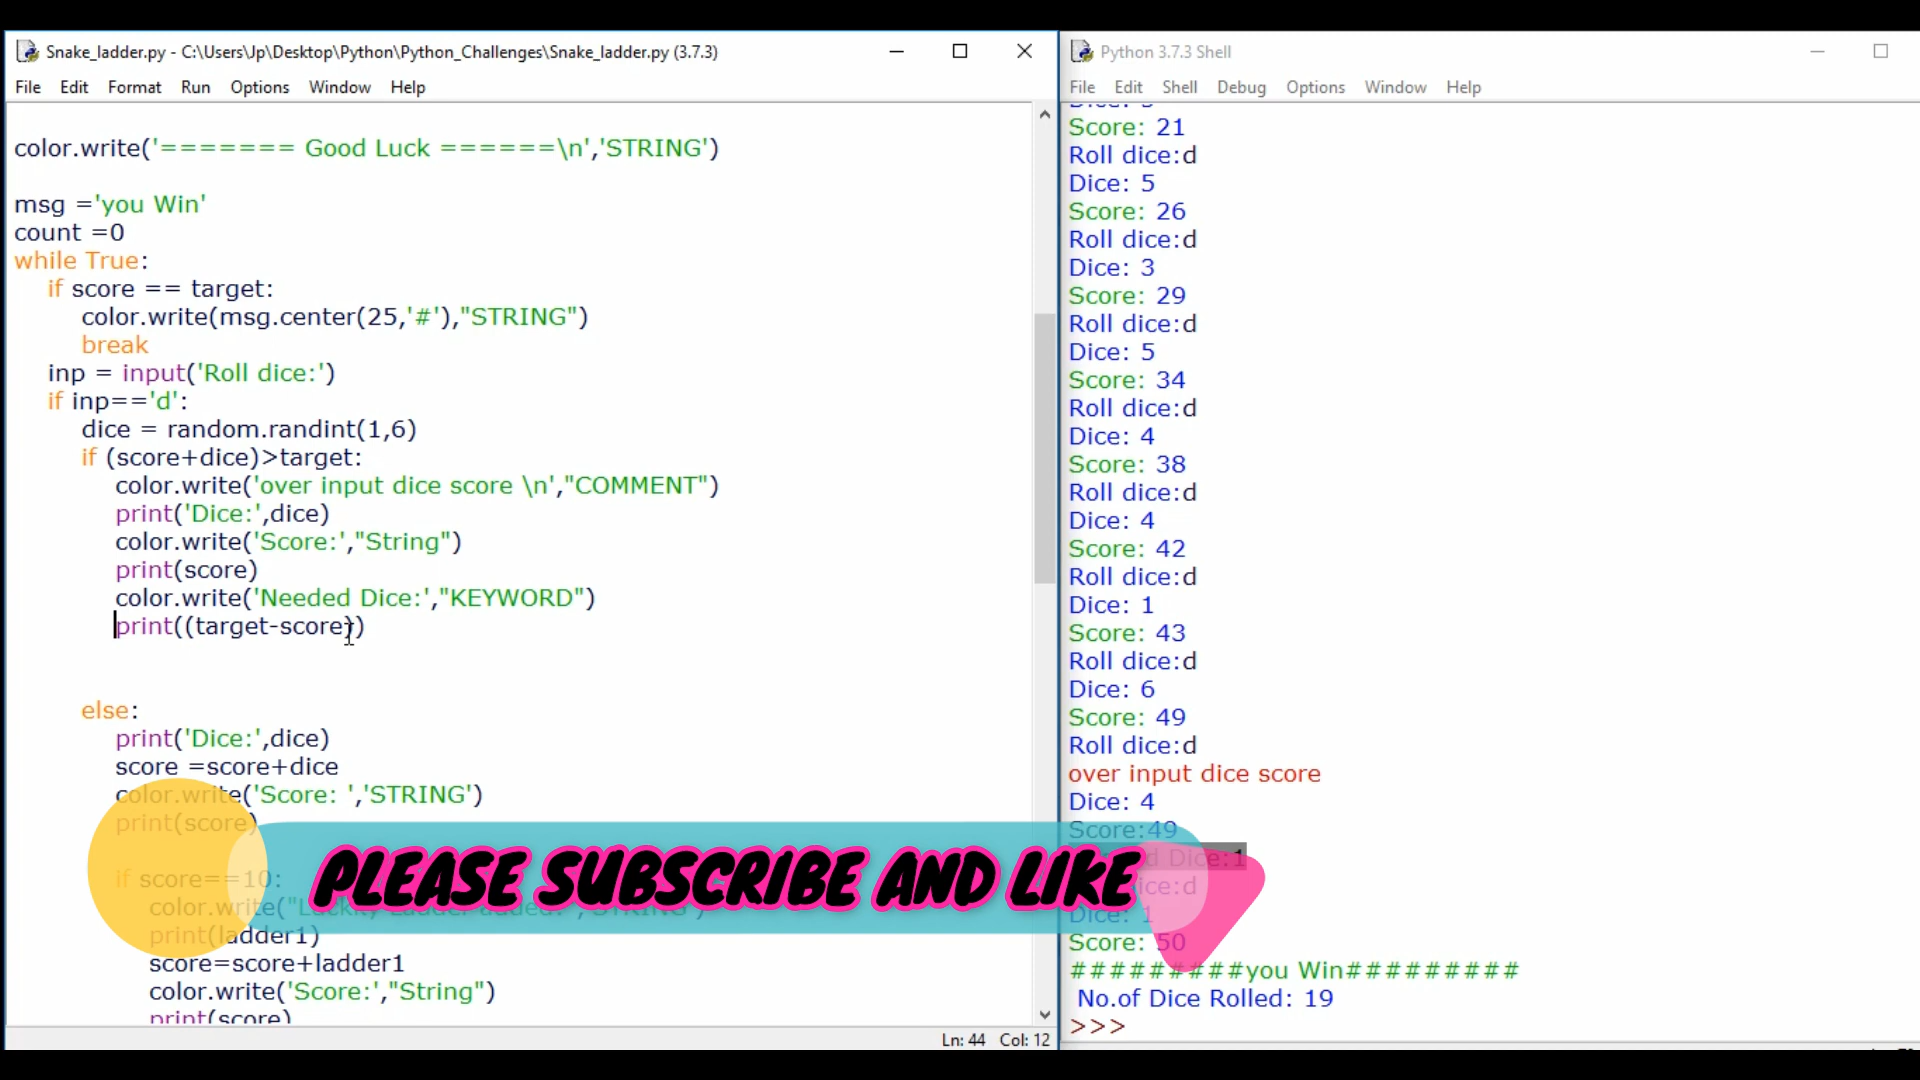 Snake_ladder.py - C:\Users\Jp\Desktop\Python\Python_Challenges\Snake_ladder.py (3.7.3)
File Edit Format Run Options Window Help
color.write('======= Good Luck ======\n','STRING')
msg ='you Win'
count =0
while True:
if score == target:
color.write(msg.center(25,'#'),"STRING")
break
inp = input('Roll dice:')
if inp=='d':
dice = random.randint(1,6)
if (score+dice)>target:
color.write('over input dice score \n',"COMMENT")
print('Dice:',dice)
color.write('Score:',"String")
print(score)
color.write('Needed Dice:',"KEYWORD")
print((target-score))
else:
print('Dice:',dice)
score =score+dice
color.write('Score: ','STRING')
print(score)
if score==10:
print(ladder1)
score=score+ladder1
color.write('Score:',"String")
print(score)
Ln: 44 Col: 12
Python 3.7.3 Shell
File Edit Shell Debug Options Window Help
Score: 21
Roll dice:d
Dice: 5
Score: 26
Roll dice:d
Dice: 3
Score: 29
Roll dice:d
Dice: 5
Score: 34
Roll dice:d
Dice: 4
Score: 38
Roll dice:d
Dice: 4
Score: 42
Roll dice:d
Dice: 1
Score: 43
Roll dice:d
Dice: 6
Score: 49
Roll dice:d
over input dice score
Dice: 4
Score:49
Dice:1
dice:d
Dice: 1
Score: 50
#########you Win#########
No.of Dice Rolled: 19
>>>
PLEASE SUBSCRIBE AND LIKE